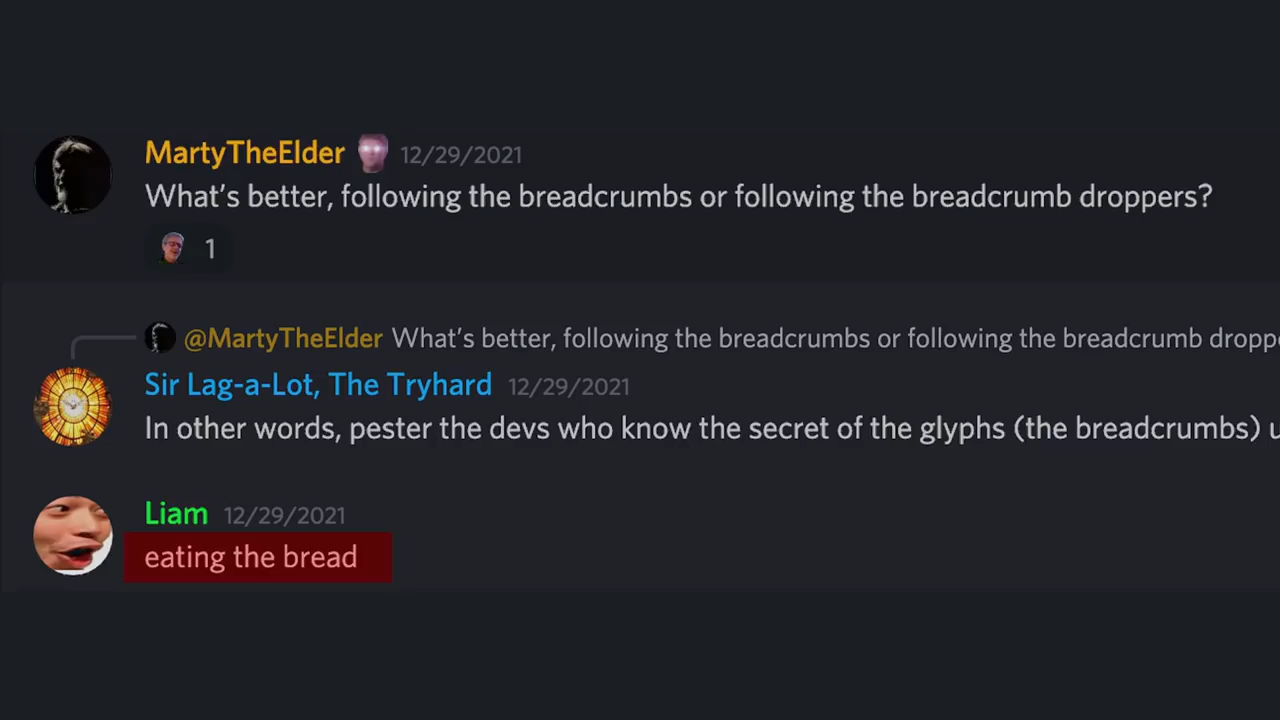 MartyTheElder 12/29/2021
What's better, following the breadcrumbs or following the breadcrumb droppers?
1
@MartyTheElder What's better, following the breadcrumbs or following the breadcrumb
Sir Lag-a-Lot, The Tryhard 12/29/2021
In other words, pester the devs who know the secret of the glyphs (the breadcrumbs)
Liam 12/29/2021
eating the bread